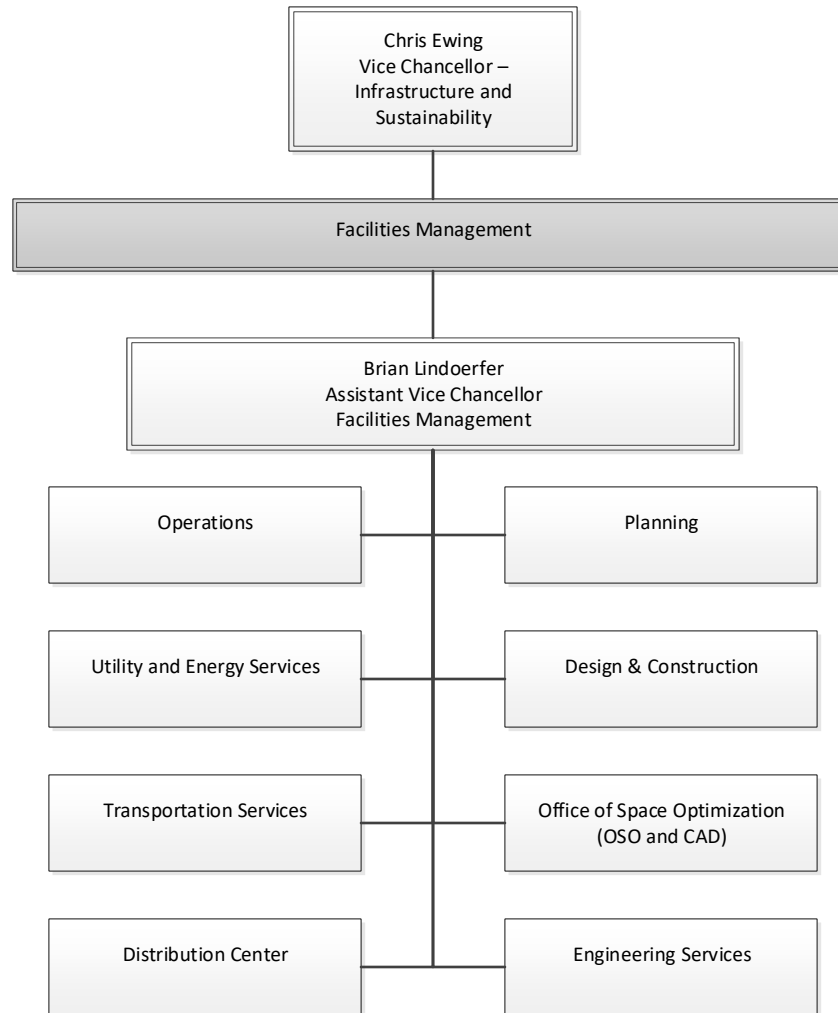 Chris Ewing
Vice Chancellor –
Infrastructure and
Sustainability
Facilities Management
Brian Lindoerfer
Assistant Vice Chancellor
Facilities Management
Operations
Planning
Utility and Energy Services
Design & Construction
Transportation Services
Office of Space Optimization
(OSO and CAD)
Distribution Center
Engineering Services